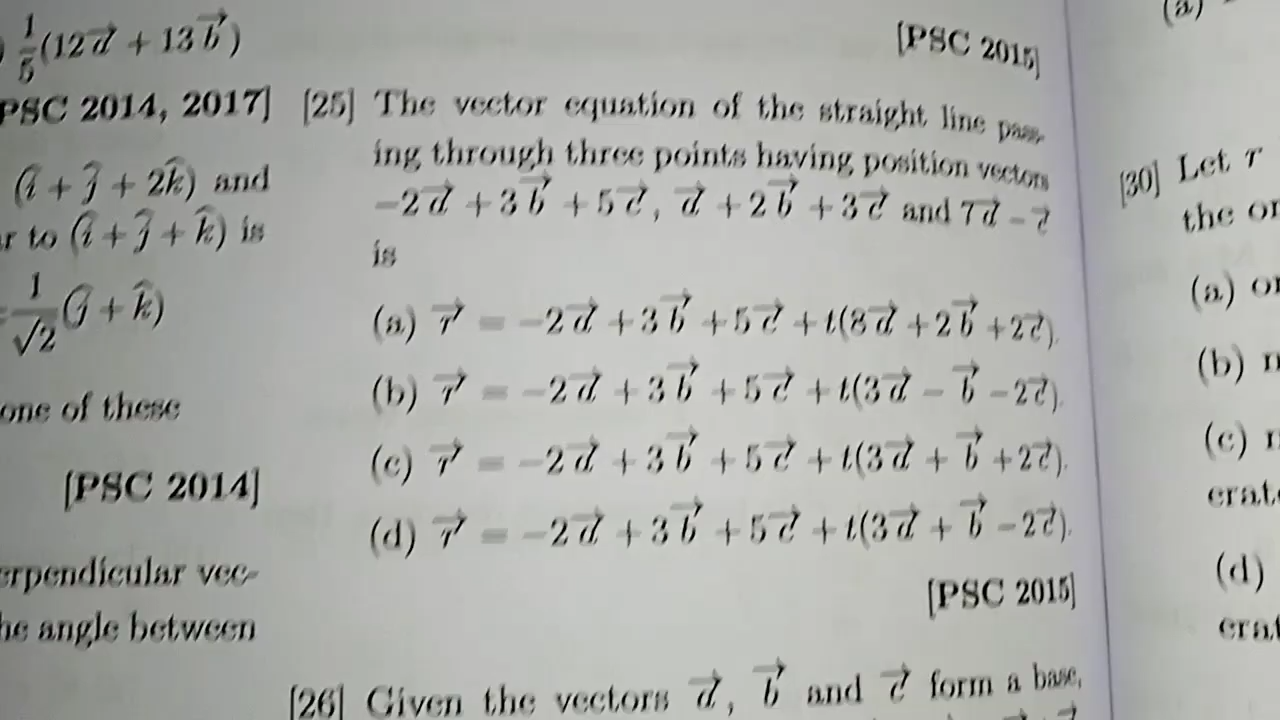 1/5(12a⃗ + 13b⃗)
PSC 2014, 2017]
(î + ĵ + 2k̂) and
r to (î + ĵ + k̂) is
1/√2(ĵ + k̂)
one of these
[PSC 2014]
erpendicular vec-
he angle between
[PSC 2015]
[25] The vector equation of the straight line pass-
ing through three points having position vectors
−2a⃗ + 3b⃗ + 5c⃗, a⃗ + 2b⃗ + 3c⃗ and 7a⃗ − c⃗
is
(a) r⃗ = −2a⃗ + 3b⃗ + 5c⃗ + t(8a⃗ + 2b⃗ + 2c⃗).
(b) r⃗ = −2a⃗ + 3b⃗ + 5c⃗ + t(3a⃗ − b⃗ − 2c⃗).
(c) r⃗ = −2a⃗ + 3b⃗ + 5c⃗ + t(3a⃗ + b⃗ + 2c⃗).
(d) r⃗ = −2a⃗ + 3b⃗ + 5c⃗ + t(3a⃗ + b⃗ − 2c⃗).
[PSC 2015]
[26] Given the vectors a⃗, b⃗ and c⃗ form a base,
(a)
[30] Let r
the or
(a) or
(b) n
(c) n
erate
(d)
erat